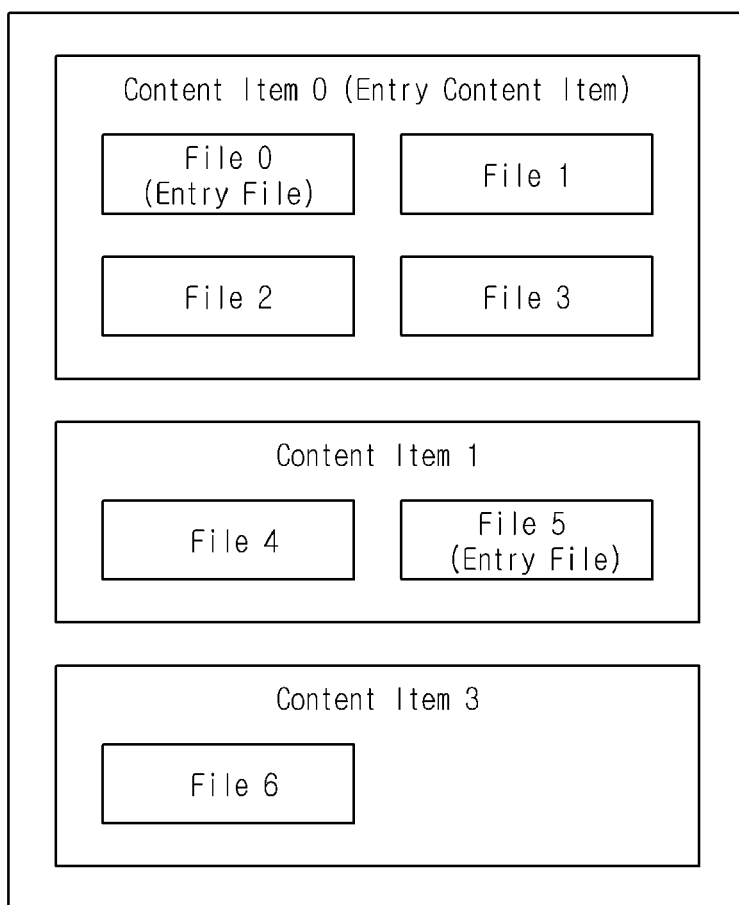 Content Item 0 (Entry Content Item)
File 0
(Entry File)
File 1
File 2
File 3
Content Item 1
File 4
File 5
(Entry File)
Content Item 3
File 6